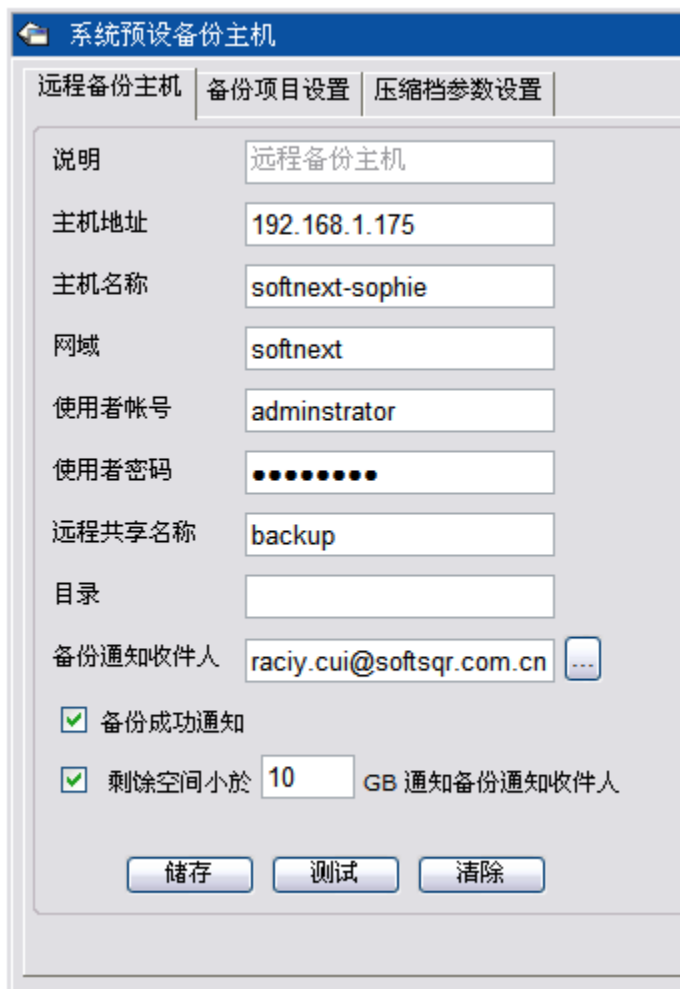 系统预设备份主机
远程备份主机 备份项目设置 压缩档参数设置
说明 远程备份主机
主机地址 192.168.1.175
主机名称 softnext-sophie
网域 softnext
使用者帐号 adminstrator
使用者密码 ●●●●●●●●
远程共享名称 backup
目录
备份通知收件人 raciy.cui@softsqr.com.cn ...
备份成功通知
剩馀空间小於 10 GB 通知备份通知收件人
储存 测试 清除